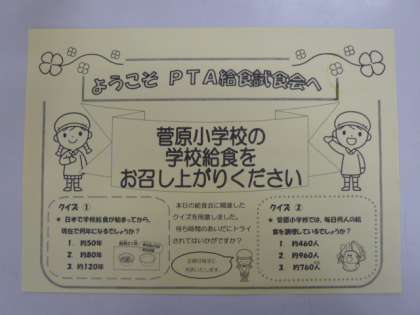 ようこそ PTA給食試食会へ
菅原小学校の
学校給食を
お召し上がりください
クイズ ①
★ 日本で学校給食が始まってから、
現在で何年になるでしょうか？
1. 約50年
2. 約80年
3. 約120年
本日の給食会に関連した
クイズを用意しました。
待ち時間のあいだにトライ
されてはいかがですか？
クイズ ②
★ 菅原小学校では、毎日何人の給
食を調理しているでしょうか？
1. 約460人
2. 約960人
3. 約760人